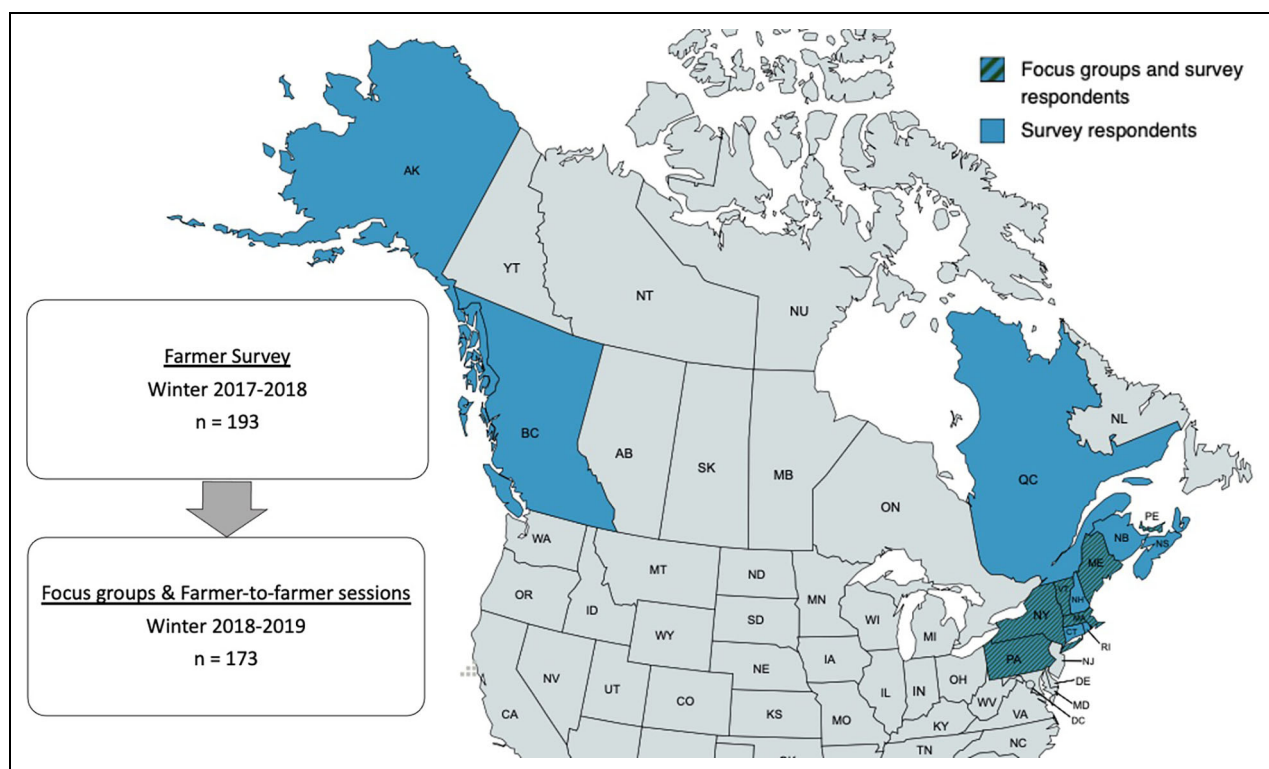 Focus groups and survey
respondents
Survey respondents
AK
YT
NT
NU
Farmer Survey
Winter 2017-2018
n = 193
BC
AB
SK
MB
ON
QC
NL
PE
NB
NS
ME
Focus groups & Farmer-to-farmer sessions
Winter 2018-2019
n = 173
WA
MT
ND
MN
OR
ID
SD
WI
MI
NY
VT
NH
MA
CT
RI
WY
NE
IA
PA
NJ
NV
UT
CO
IL
IN
OH
DE
WV
MD
DC
CA
KS
MO
KY
VA
TN
NC